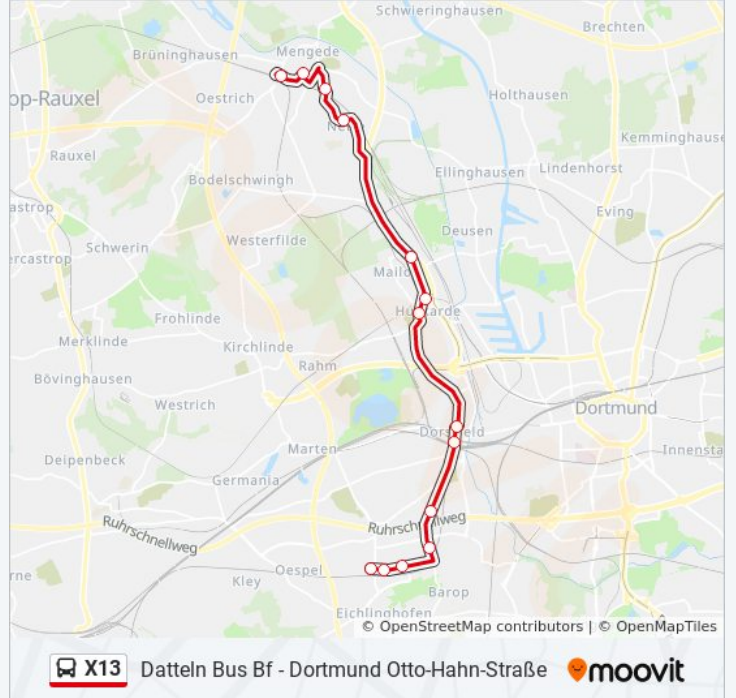 Schwieringhausen
Brechten
Brüninghausen
Mengede
op-Rauxel
Oestrich
Holthausen
Kemminghause
Rauxel
Bodelschwingh
Ellinghausen
Lindenhorst
astrop
Eving
Schwerin
Westerfilde
Deusen
ercastrop
Frohlinde
Merklinde
Kirchlinde
Rahm
Bövinghausen
Westrich
Dortmund
Marten
Innensta
Deipenbeck
Germania
Ruhrschnellweg
Oespel
rne
Kley
Barop
Eichlinghofen
© OpenStreetMap contributors | © OpenMapTiles
X13 Datteln Bus Bf - Dortmund Otto-Hahn-Straße moovit